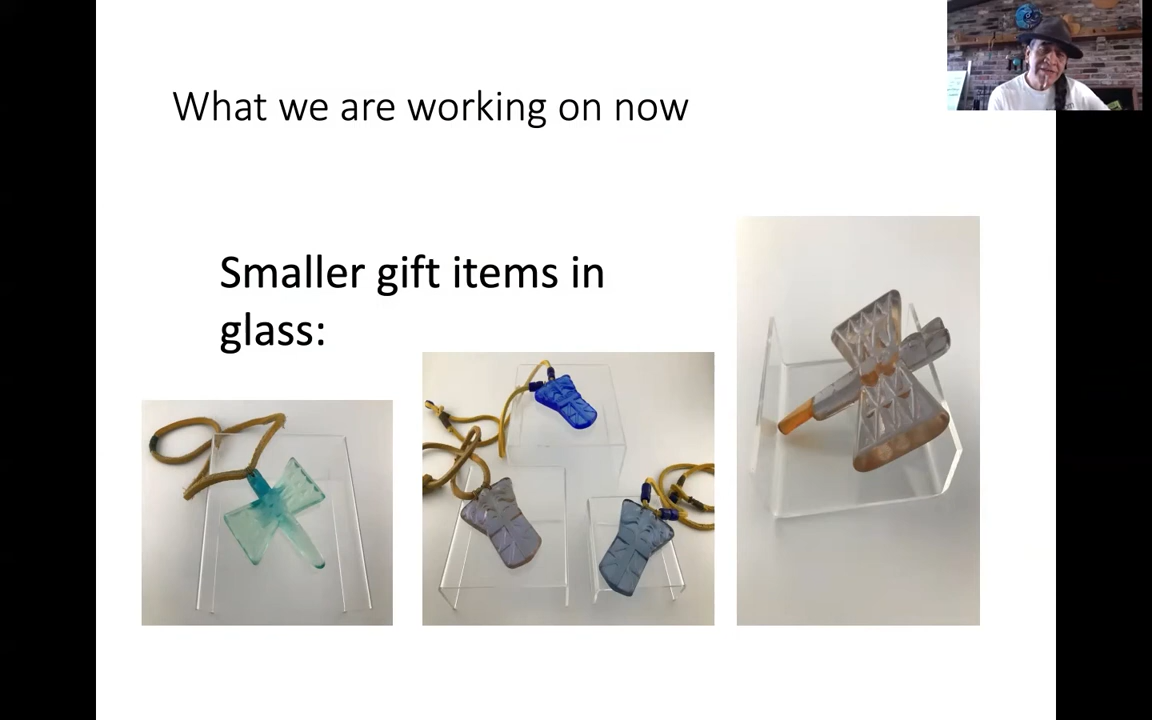 What we are working on now
Smaller gift items in
glass: